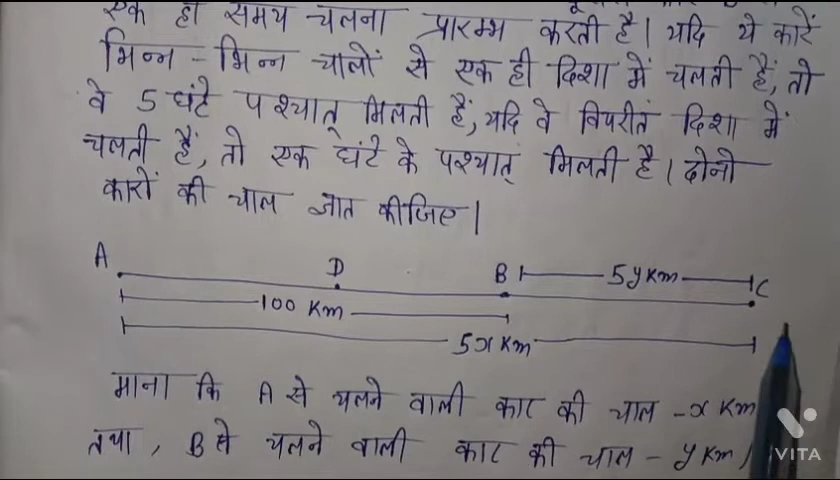 एक ही समय चलना प्रारम्भ करती है। यदि ये कारें
भिन्न - भिन्न चालों से एक ही दिशा में चलती हैं, तो
वे 5 घंटे पश्चात् मिलती हैं, यदि वे विपरीत दिशा में
चलती हैं, तो एक घंटे के पश्चात् मिलती है। दोनो
कारों की चाल ज्ञात कीजिए।
A D B 5y Km C
100 Km
5x Km
माना कि A से चलने वाली कार की चाल - x Km
तथा, B से चलने वाली कार की चाल - y Km/
VITA